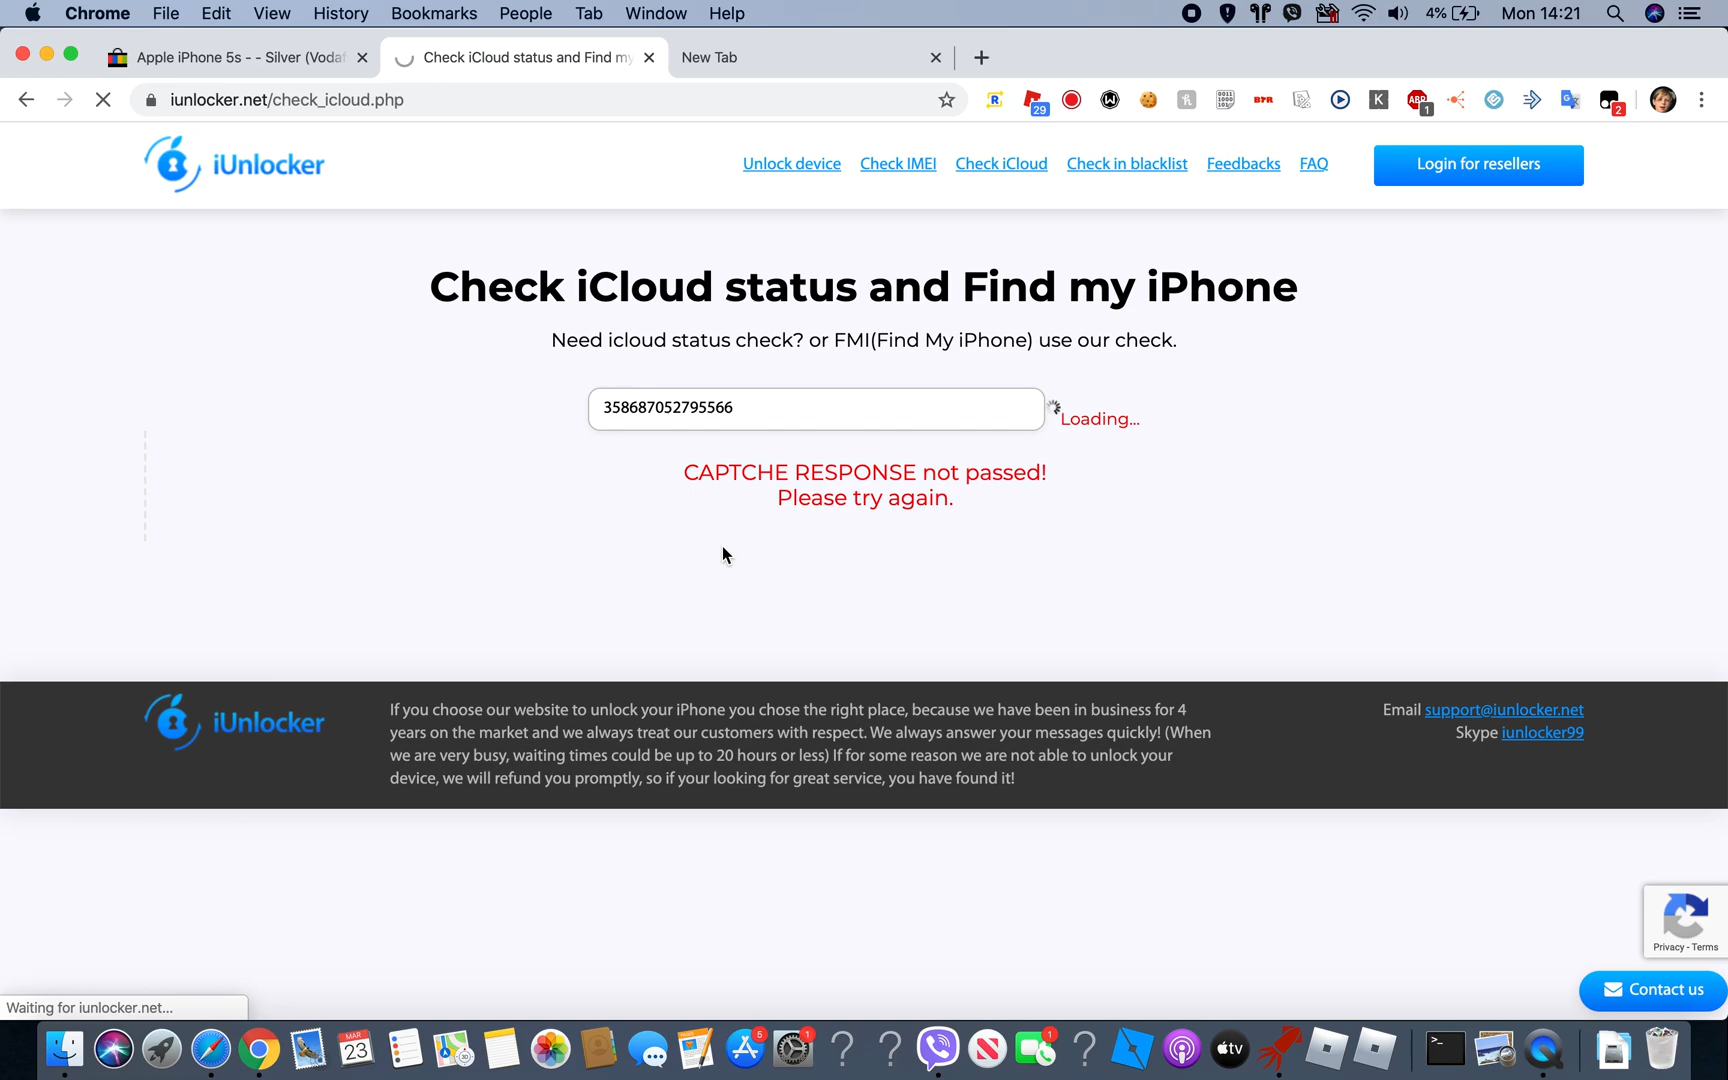 Chrome File Edit View History Bookmarks People Tab Window Help 4% Mon 14:21
Apple iPhone 5s - - Silver (Vodaf Check iCloud status and Find my New Tab
iunlocker.net/check_icloud.php 29 BTR K ABP 1 2
iUnlocker Unlock device Check IMEI Check iCloud Check in blacklist Feedbacks FAQ Login for resellers
Check iCloud status and Find my iPhone
Need icloud status check? or FMI(Find My iPhone) use our check.
358687052795566 Loading...
CAPTCHE RESPONSE not passed!
Please try again.
iUnlocker
If you choose our website to unlock your iPhone you chose the right place, because we have been in business for 4
years on the market and we always treat our customers with respect. We always answer your messages quickly! (When
we are very busy, waiting times could be up to 20 hours or less) If for some reason we are not able to unlock your
device, we will refund you promptly, so if your looking for great service, you have found it!
Email support@iunlocker.net
Skype iunlocker99
Privacy - Terms
Contact us
Waiting for iunlocker.net...
MAR
23
5 1 1 tv